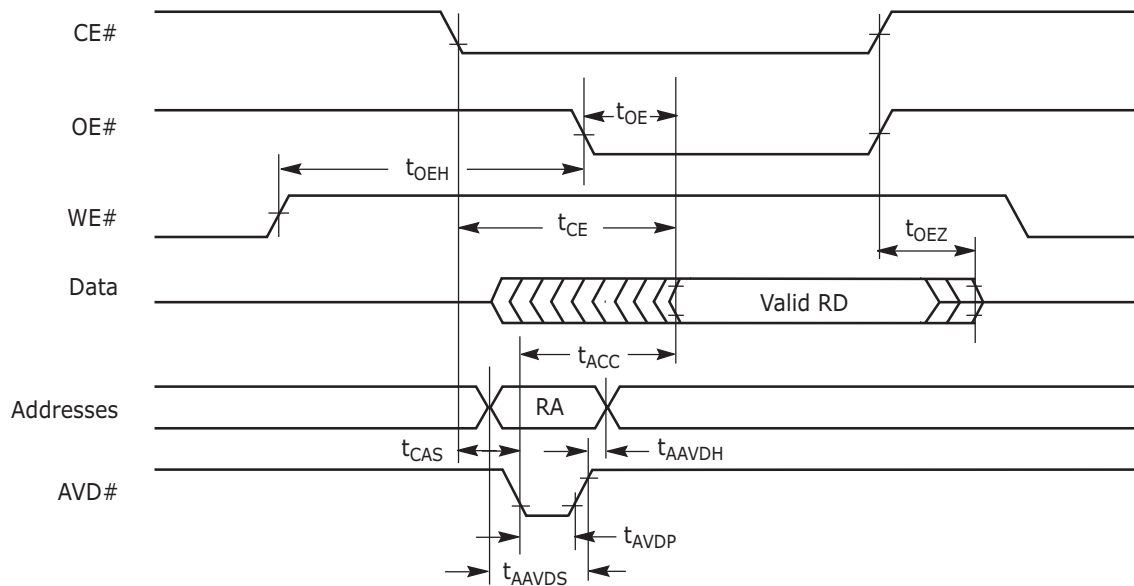 CE#
OE#
tOE
tOEH
WE#
tCE
tOEZ
Data
Valid RD
tACC
Addresses
RA
tCAS
tAAVDH
AVD#
tAVDP
tAAVDS